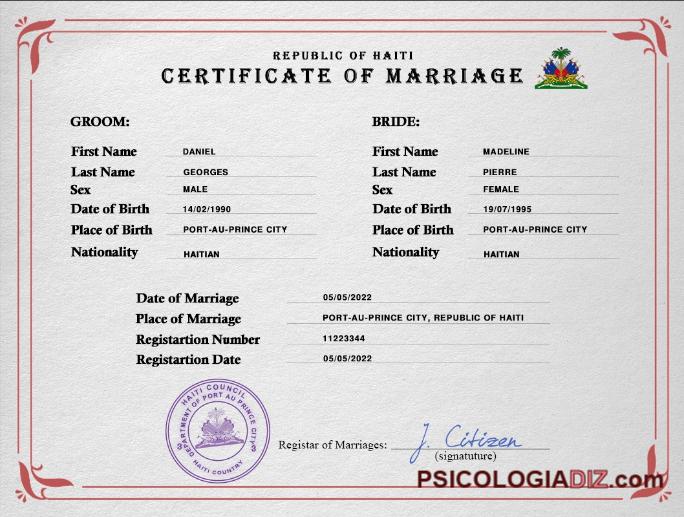 REPUBLIC OF HAITI
CERTIFICATE OF MARRIAGE
GROOM:
First Name DANIEL
Last Name GEORGES
Sex MALE
Date of Birth 14/02/1990
Place of Birth PORT-AU-PRINCE CITY
Nationality HAITIAN
BRIDE:
First Name MADELINE
Last Name PIERRE
Sex FEMALE
Date of Birth 19/07/1995
Place of Birth PORT-AU-PRINCE CITY
Nationality HAITIAN
Date of Marriage 05/05/2022
Place of Marriage PORT-AU-PRINCE CITY, REPUBLIC OF HAITI
Registartion Number 11223344
Registartion Date 05/05/2022
HAITI COUNCIL
DEPARTMENT OF PORT AU PRINCE CITY
HAITI COUNTRY
Registar of Marriages: J. Citizen
(signatuture)
PSICOLOGIADIZ.com